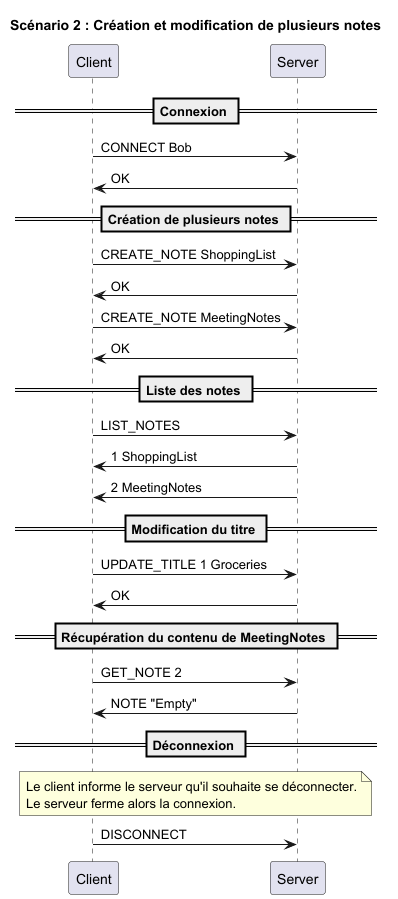 Scénario 2 : Création et modification de plusieurs notes
Client
Server
Connexion
CONNECT Bob
OK
Création de plusieurs notes
CREATE_NOTE ShoppingList
OK
CREATE_NOTE MeetingNotes
OK
Liste des notes
LIST_NOTES
1 ShoppingList
2 MeetingNotes
Modification du titre
UPDATE_TITLE 1 Groceries
OK
Récupération du contenu de MeetingNotes
GET_NOTE 2
NOTE "Empty"
Déconnexion
Le client informe le serveur qu'il souhaite se déconnecter.
Le serveur ferme alors la connexion.
DISCONNECT
Client
Server